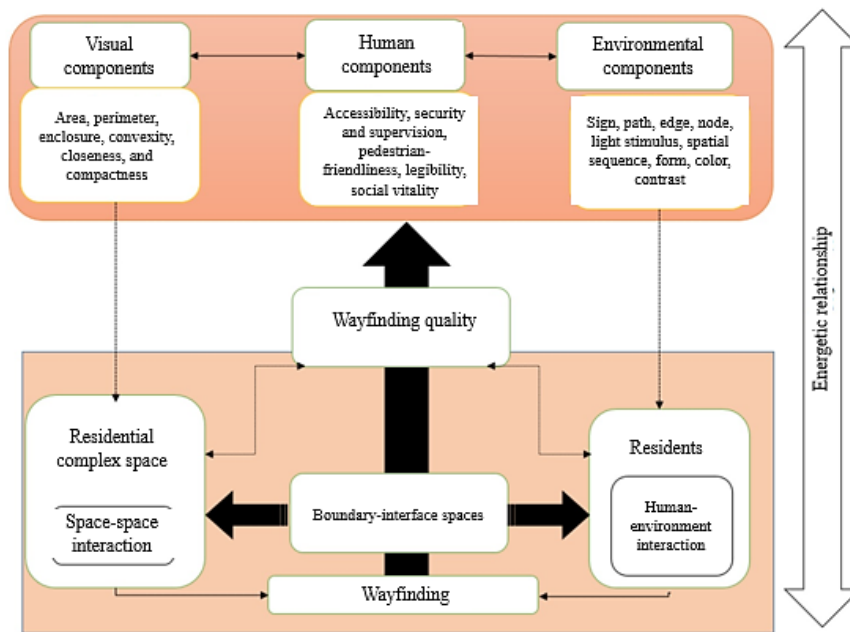 Visual
components
Human
components
Environmental
components
Area, perimeter,
enclosure, convexity,
closeness, and
compactness
Accessibility, security
and supervision,
pedestrian-
friendliness, legibility,
social vitality
Sign, path, edge, node,
light stimulus, spatial
sequence, form, color,
contrast
Energetic relationship
Wayfinding quality
Residential
complex space
Space-space
interaction
Boundary-interface spaces
Residents
Human-
environment
interaction
Wayfinding